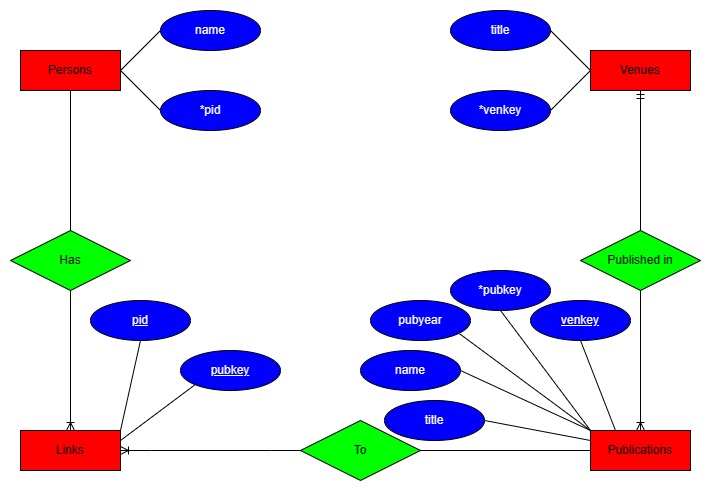 name
title
Persons
Venues
*pid
*venkey
Has
Published in
*pubkey
pid
pubyear
venkey
pubkey
name
title
Links
To
Publications